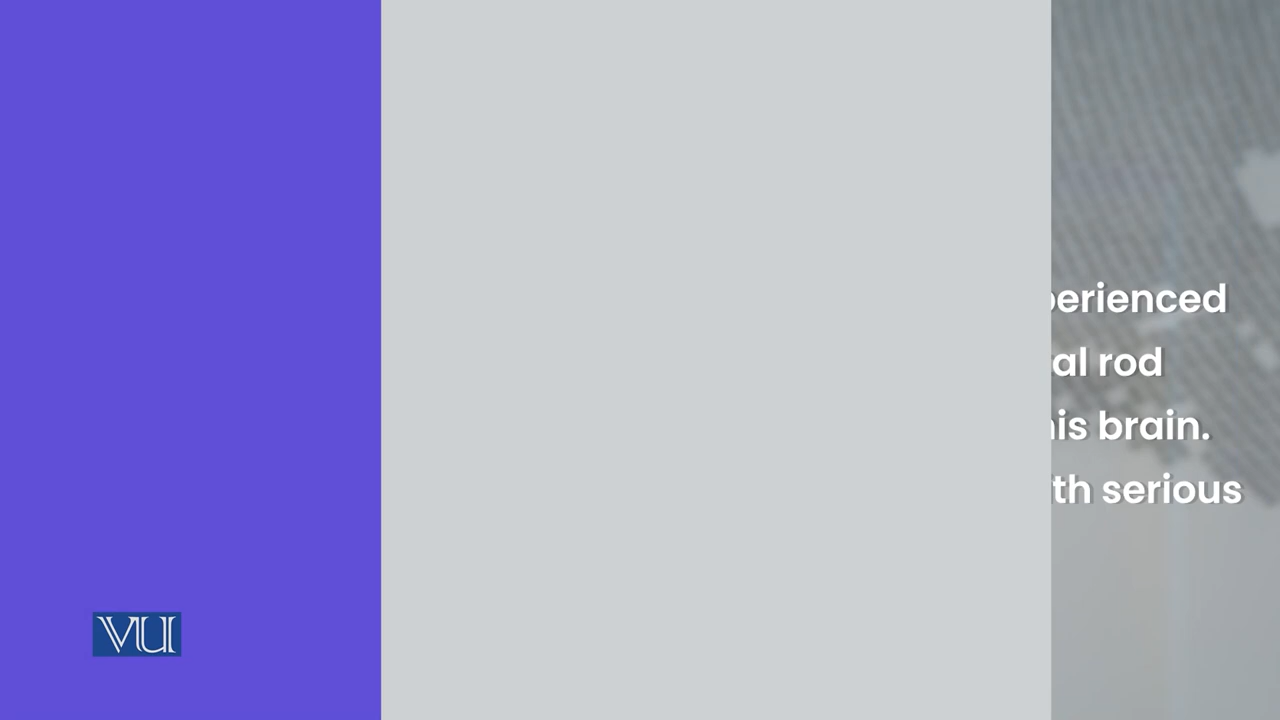 perienced
al rod
his brain.
th serious
VU